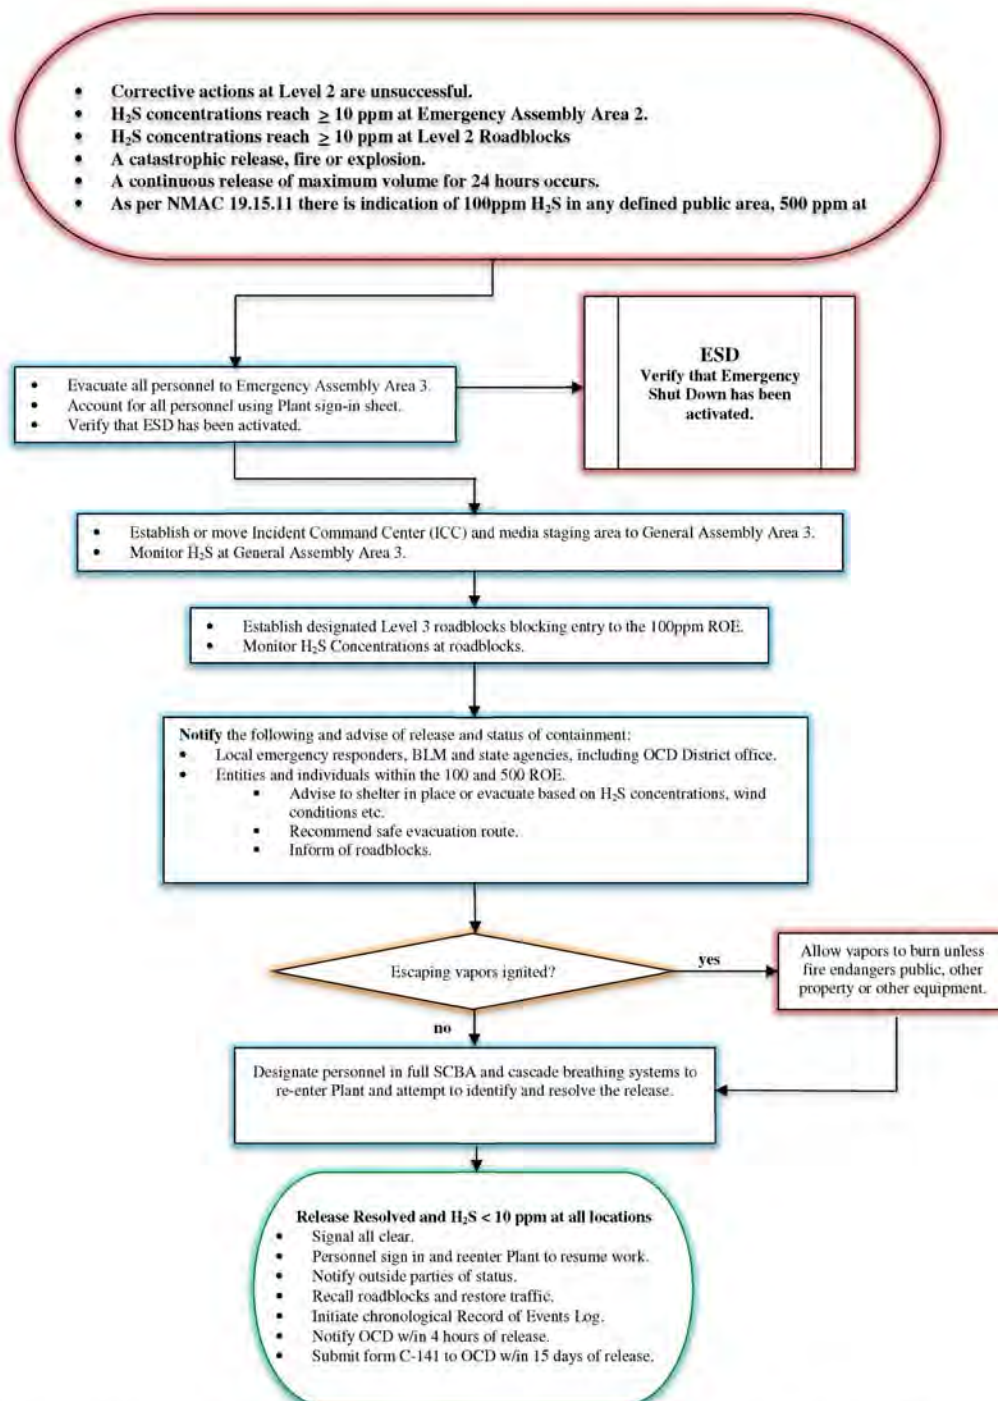 • Corrective actions at Level 2 are unsuccessful.
• H₂S concentrations reach ≥ 10 ppm at Emergency Assembly Area 2.
• H₂S concentrations reach ≥ 10 ppm at Level 2 Roadblocks
• A catastrophic release, fire or explosion.
• A continuous release of maximum volume for 24 hours occurs.
• As per NMAC 19.15.11 there is indication of 100ppm H₂S in any defined public area, 500 ppm at
ESD
Verify that Emergency
Shut Down has been
activated.
• Evacuate all personnel to Emergency Assembly Area 3.
• Account for all personnel using Plant sign-in sheet.
• Verify that ESD has been activated.
• Establish or move Incident Command Center (ICC) and media staging area to General Assembly Area 3.
• Monitor H₂S at General Assembly Area 3.
• Establish designated Level 3 roadblocks blocking entry to the 100ppm ROE.
• Monitor H₂S Concentrations at roadblocks.
Notify the following and advise of release and status of containment:
• Local emergency responders, BLM and state agencies, including OCD District office.
• Entities and individuals within the 100 and 500 ROE.
▪ Advise to shelter in place or evacuate based on H₂S concentrations, wind
conditions etc.
▪ Recommend safe evacuation route.
▪ Inform of roadblocks.
Escaping vapors ignited?
yes
Allow vapors to burn unless
fire endangers public, other
property or other equipment.
no
Designate personnel in full SCBA and cascade breathing systems to
re-enter Plant and attempt to identify and resolve the release.
Release Resolved and H₂S < 10 ppm at all locations
• Signal all clear.
• Personnel sign in and reenter Plant to resume work.
• Notify outside parties of status.
• Recall roadblocks and restore traffic.
• Initiate chronological Record of Events Log.
• Notify OCD w/in 4 hours of release.
• Submit form C-141 to OCD w/in 15 days of release.